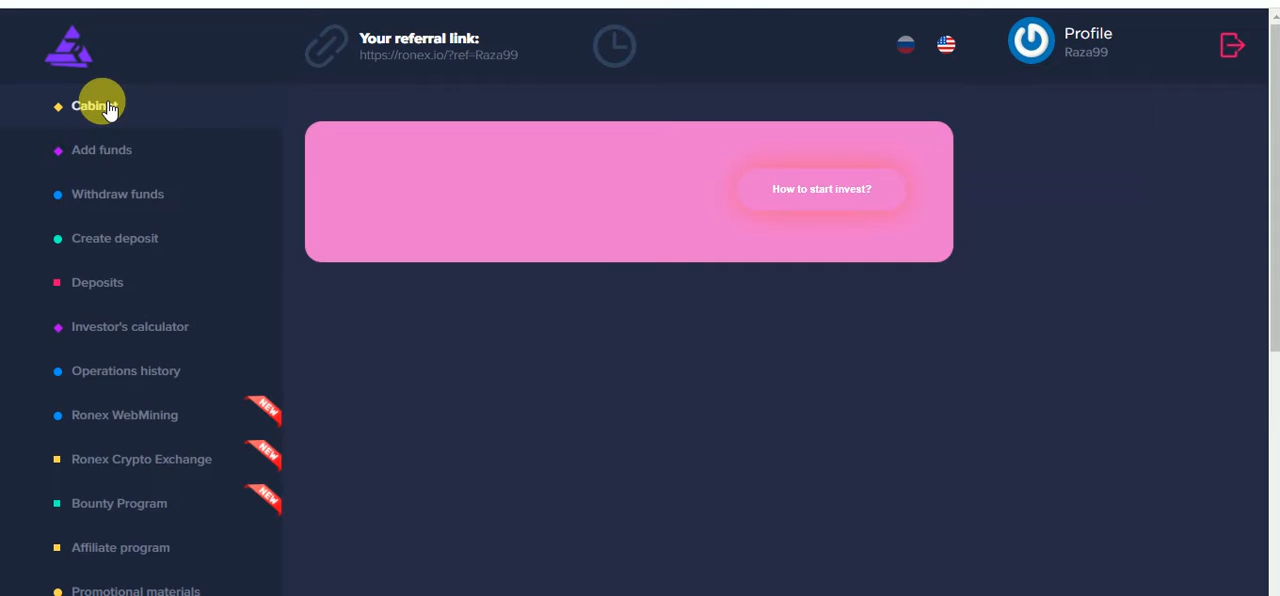 Your referral link:
https://ronex.io/?ref=Raza99
Profile
Raza99
Add funds
Withdraw funds
Create deposit
Deposits
Investor's calculator
Operations history
Ronex WebMining
NEW
Ronex Crypto Exchange
NEW
Bounty Program
NEW
Affiliate program
Promotional materials
How to start invest?